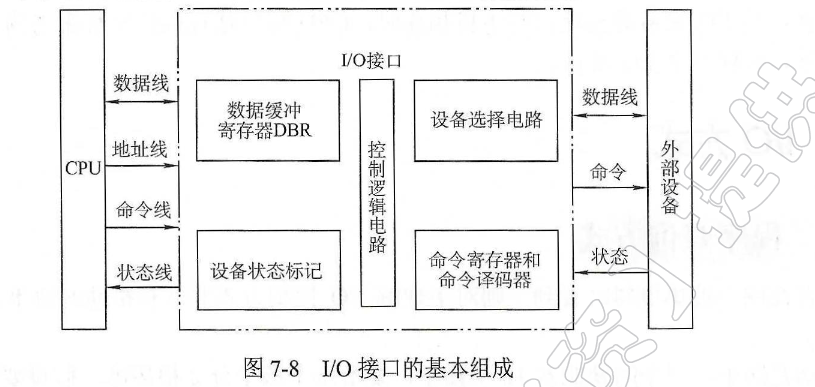 I/O接口
CPU
数据线
地址线
命令线
状态线
数据缓冲
寄存器DBR
设备状态标记
控制逻辑电路
设备选择电路
命令寄存器和
命令译码器
数据线
命令
状态
外部设备
图 7-8 I/O 接口的基本组成